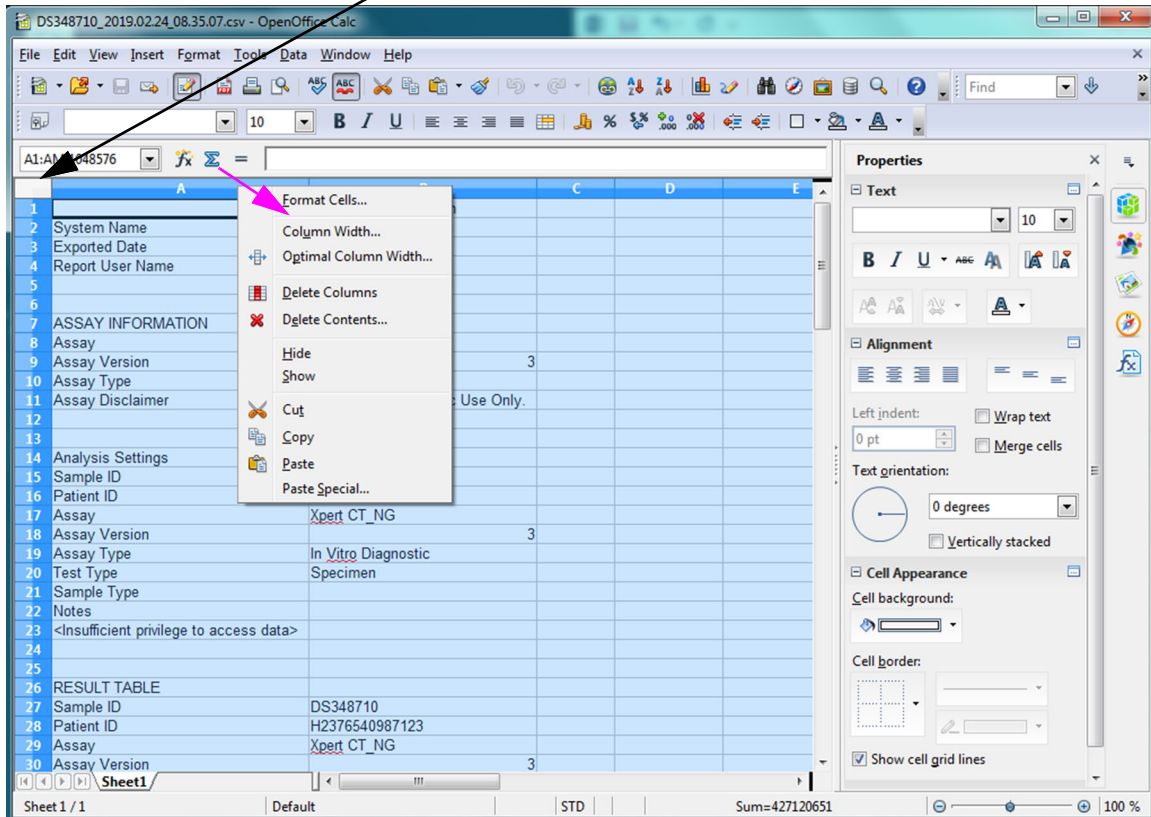 DS348710_2019.02.24_08.35.07.csv - OpenOffice Calc
File Edit View Insert Format Tools Data Window Help
Find
10
A1:AM1048576
A B C D E
1
2 System Name
3 Exported Date
4 Report User Name
5
6
7 ASSAY INFORMATION
8 Assay
9 Assay Version 3
10 Assay Type
11 Assay Disclaimer Use Only.
12
13
14 Analysis Settings
15 Sample ID
16 Patient ID
17 Assay Xpert CT_NG
18 Assay Version 3
19 Assay Type In Vitro Diagnostic
20 Test Type Specimen
21 Sample Type
22 Notes
23 <Insufficient privilege to access data>
24
25
26 RESULT TABLE
27 Sample ID DS348710
28 Patient ID H2376540987123
29 Assay Xpert CT_NG
30 Assay Version 3
Format Cells...
Column Width...
Optimal Column Width...
Delete Columns
Delete Contents...
Hide
Show
Cut
Copy
Paste
Paste Special...
Properties
Text
10
B I U ABC
Alignment
Left indent:
0 pt
Wrap text
Merge cells
Text orientation:
0 degrees
Vertically stacked
Cell Appearance
Cell background:
Cell border:
Show cell grid lines
Sheet1
Sheet 1 / 1 Default STD Sum=427120651 100 %